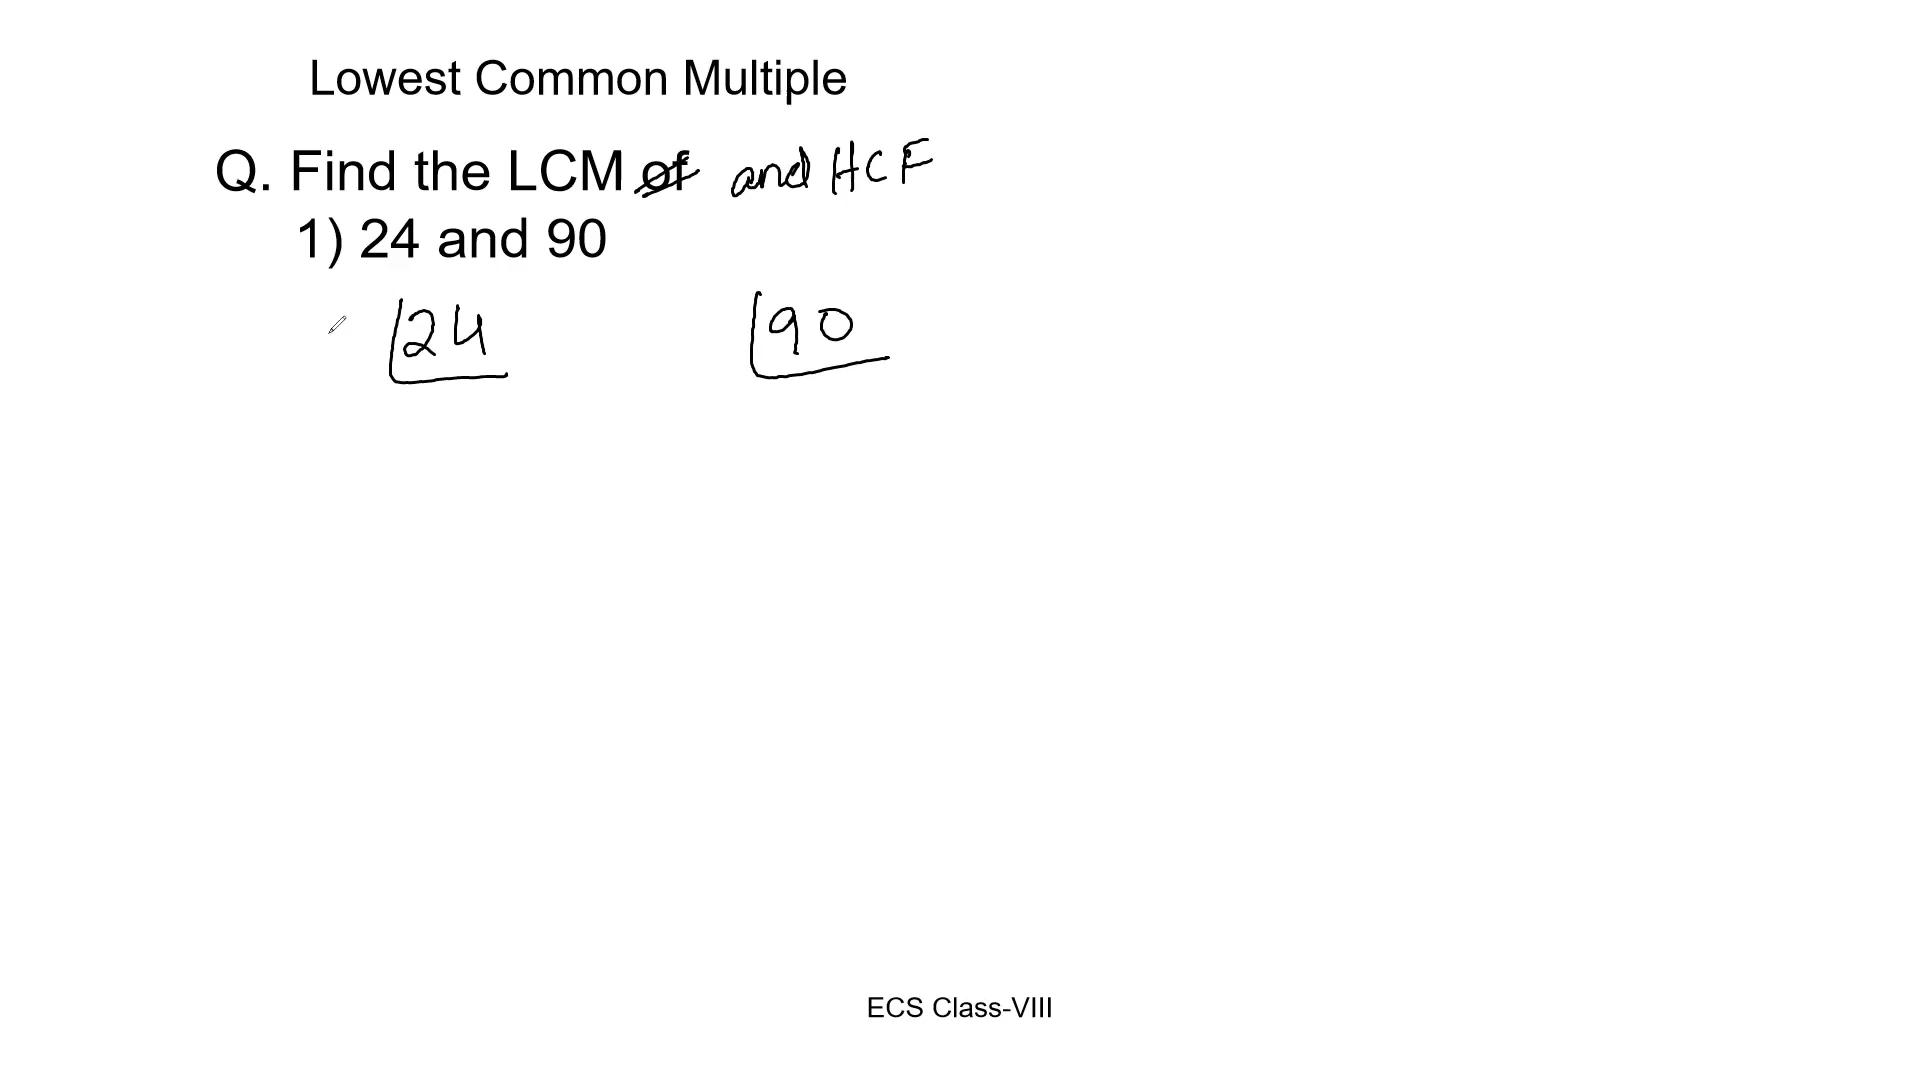 Lowest Common Multiple
Q. Find the LCM of and HCF
1) 24 and 90
24 90
ECS Class-VIII